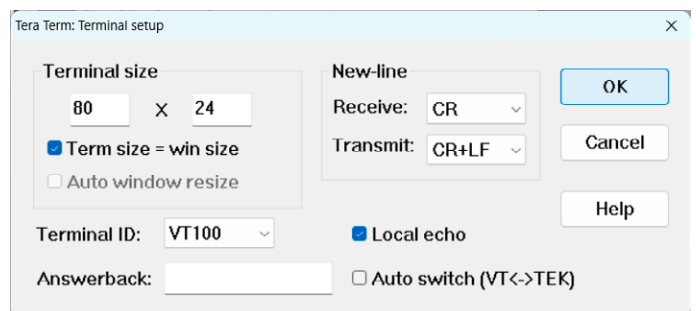 Tera Term: Terminal setup
Terminal size
80 X 24
Term size = win size
Auto window resize
New-line
Receive: CR
Transmit: CR+LF
OK
Cancel
Help
Terminal ID: VT100
Local echo
Answerback:
Auto switch (VT<->TEK)